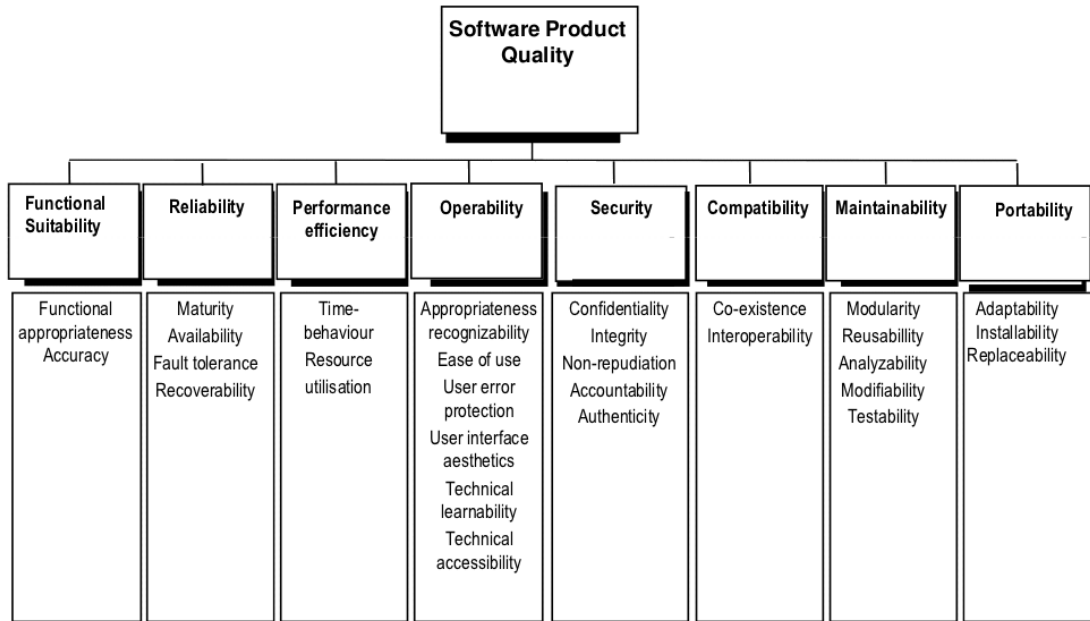 Software Product
Quality
Functional
Suitability
Reliability
Performance
efficiency
Operability
Security
Compatibility
Maintainability
Portability
Functional
appropriateness
Accuracy
Maturity
Availability
Fault tolerance
Recoverability
Time-
behaviour
Resource
utilisation
Appropriateness
recognizability
Ease of use
User error
protection
User interface
aesthetics
Technical
learnability
Technical
accessibility
Confidentiality
Integrity
Non-repudiation
Accountability
Authenticity
Co-existence
Interoperability
Modularity
Reusabillity
Analyzability
Modifiability
Testability
Adaptability
Installability
Replaceability